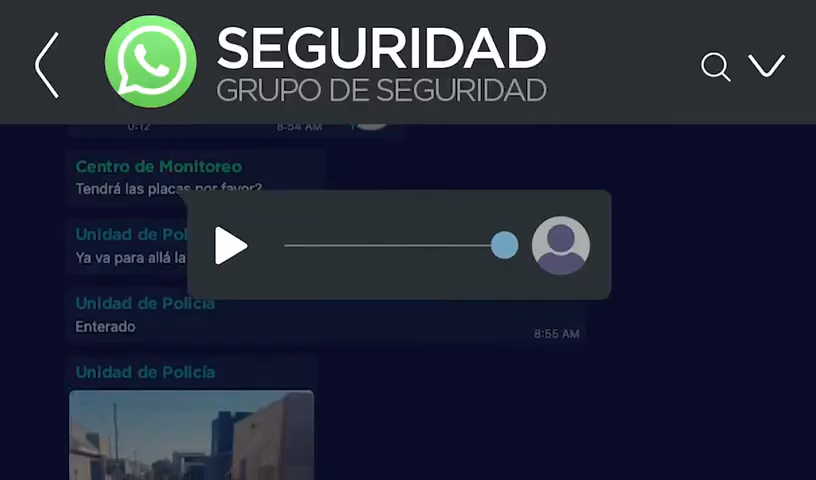 SEGURIDAD
GRUPO DE SEGURIDAD
0:12 8:54 AM
Centro de Monitoreo
Tendrá las placas por favor?
Unidad de Pol
Ya va para allá la
Unidad de Policía
Enterado
8:55 AM
Unidad de Policía